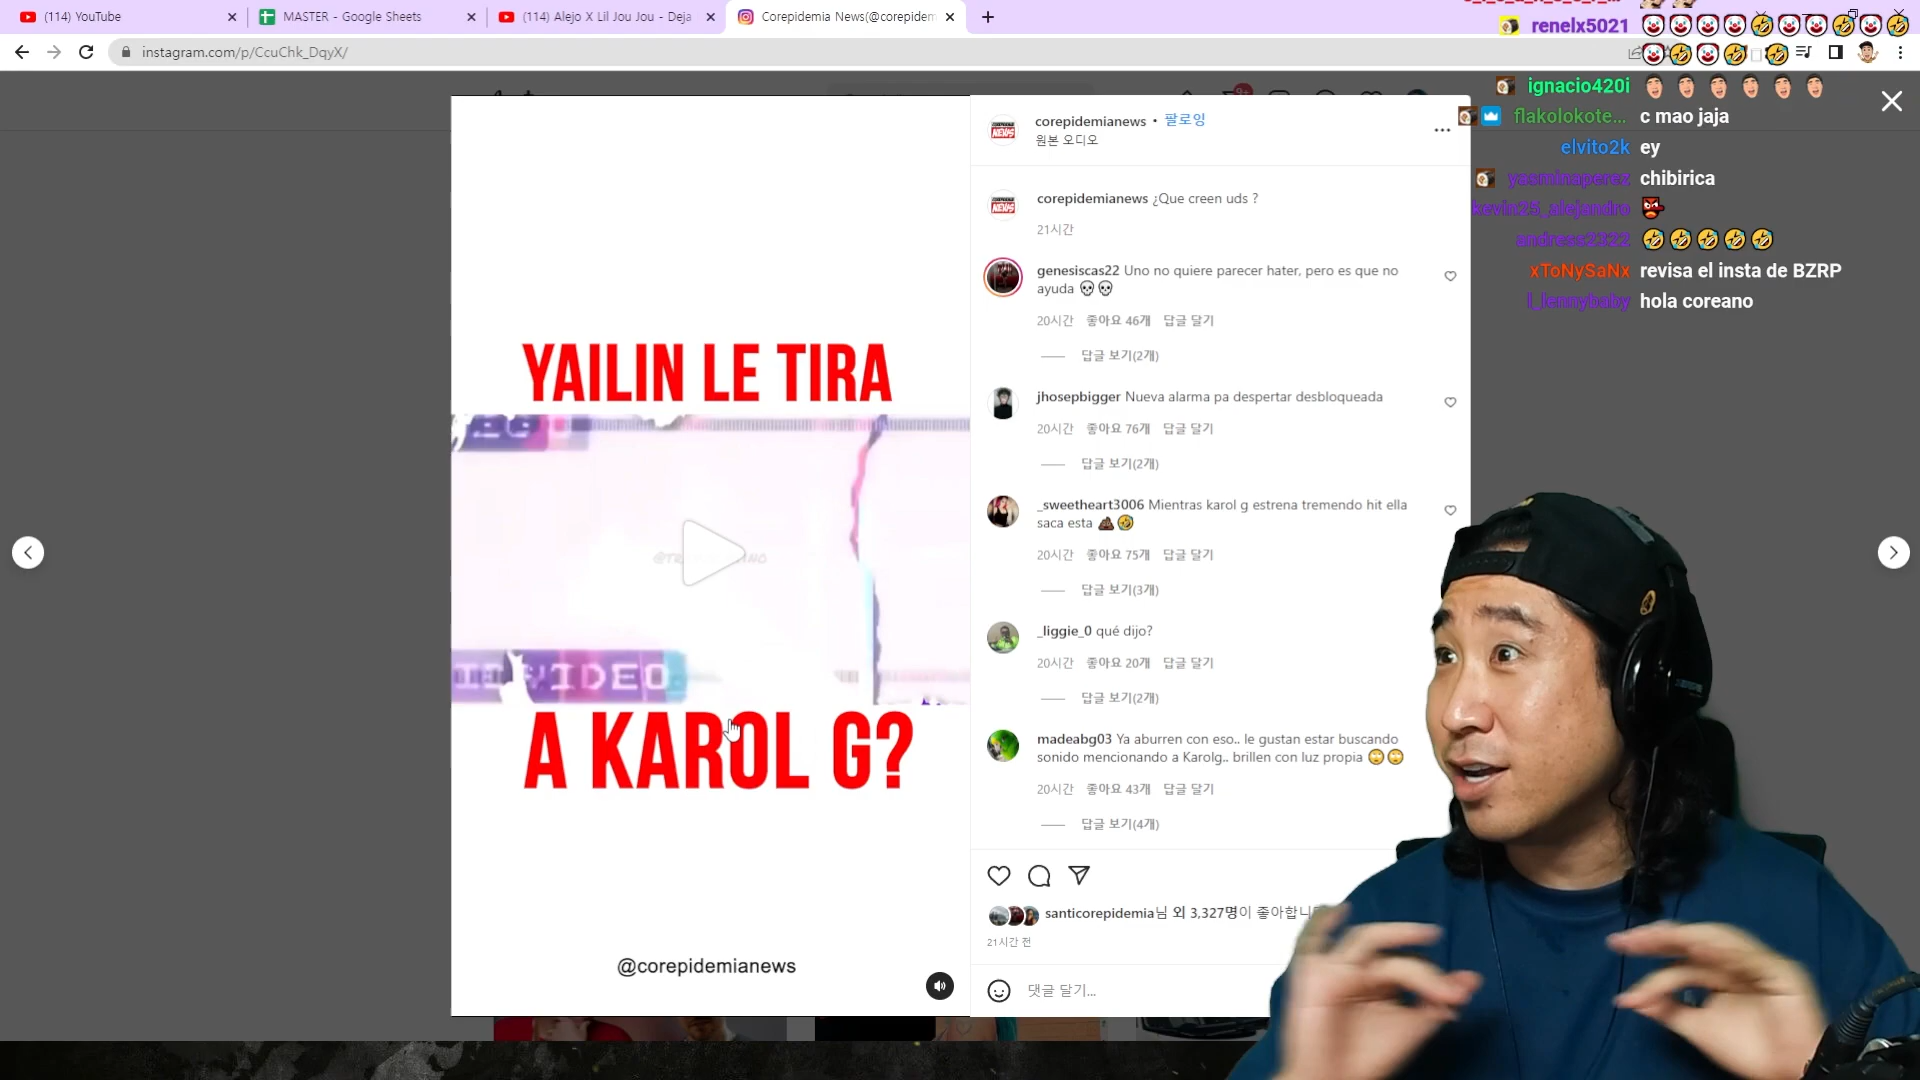 (114) YouTube
MASTER - Google Sheets
(114) Alejo X Lil Jou Jou - Deja
Corepidemia News(@corepidem
instagram.com/p/CcuChk_DqyX/
renelx5021
ignacio420i
flakolokote... c mao jaja
elvito2k ey
yasminaperez chibirica
kevin25_alejandro
andress2322
xToNySaNx revisa el insta de BZRP
l_lennybaby hola coreano
9+
corepidemianews • 팔로잉
원본 오디오
corepidemianews ¿Que creen uds ?
21시간
genesiscas22 Uno no quiere parecer hater, pero es que no
ayuda 💀💀
20시간 좋아요 46개 답글 달기
답글 보기(2개)
jhosepbigger Nueva alarma pa despertar desbloqueada
20시간 좋아요 76개 답글 달기
답글 보기(2개)
_sweetheart3006 Mientras karol g estrena tremendo hit ella
saca esta 💩🤣
20시간 좋아요 75개 답글 달기
답글 보기(3개)
_liggie_0 qué dijo?
20시간 좋아요 20개 답글 달기
답글 보기(2개)
madeabg03 Ya aburren con eso.. le gustan estar buscando
sonido mencionando a Karolg.. brillen con luz propia 🙄🙄
20시간 좋아요 43개 답글 달기
답글 보기(4개)
santicorepidemia님 외 3,327명이 좋아합니
21시간 전
댓글 달기...
YAILIN LE TIRA
VIDEO
A KAROL G?
@corepidemianews